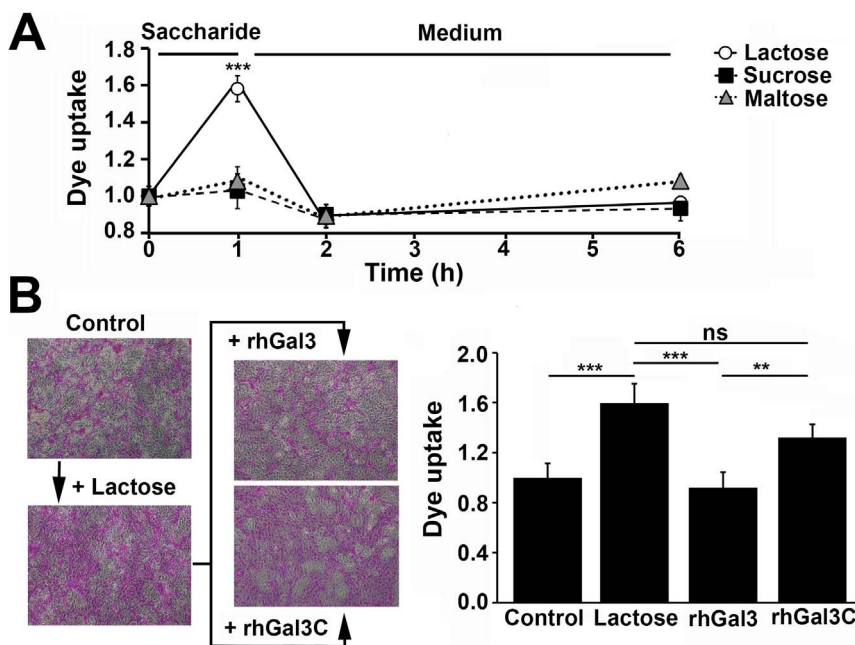 A
Saccharide
Medium
***
Lactose
Sucrose
Maltose
Dye uptake
1.8
1.6
1.4
1.2
1.0
0.8
0 1 2 3 4 5 6
Time (h)
B
Control
+ Lactose
+ rhGal3
+ rhGal3C
Dye uptake
2.0
1.6
1.2
0.8
0.4
0.0
ns
*** *** **
Control Lactose rhGal3 rhGal3C